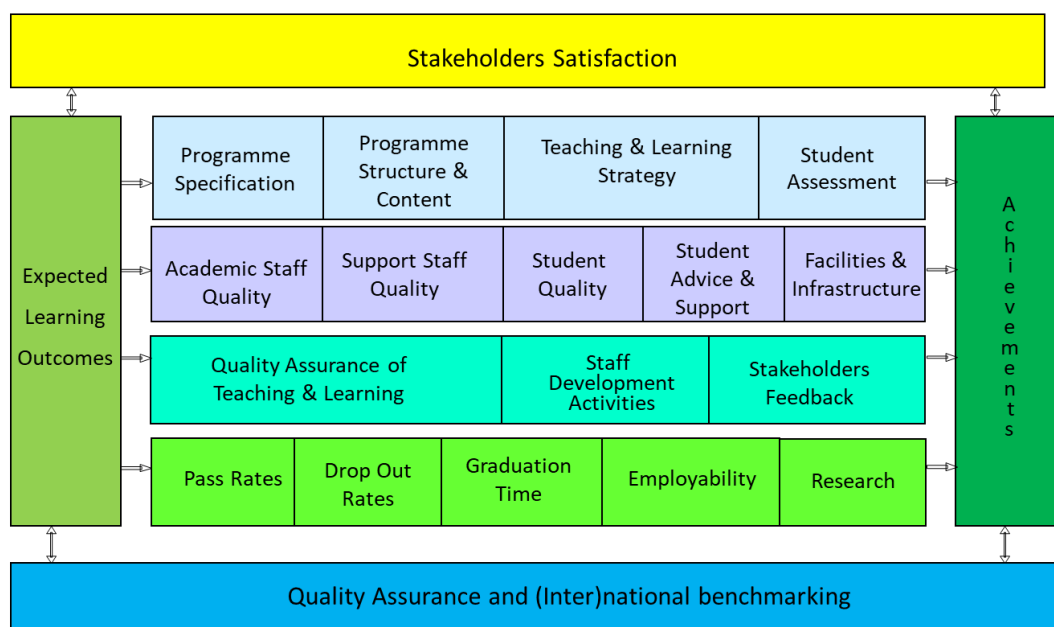 Stakeholders Satisfaction
Expected
Learning
Outcomes
Programme
Specification
Programme
Structure &
Content
Teaching & Learning
Strategy
Student
Assessment
Academic Staff
Quality
Support Staff
Quality
Student
Quality
Student
Advice &
Support
Facilities &
Infrastructure
Quality Assurance of
Teaching & Learning
Staff
Development
Activities
Stakeholders
Feedback
Pass Rates
Drop Out
Rates
Graduation
Time
Employability
Research
Achievements
Quality Assurance and (Inter)national benchmarking